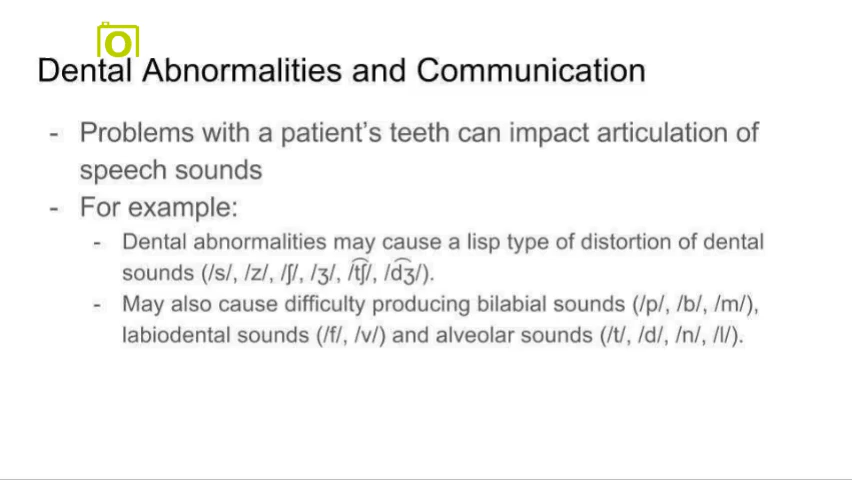 Dental Abnormalities and Communication
- Problems with a patient's teeth can impact articulation of
speech sounds
- For example:
- Dental abnormalities may cause a lisp type of distortion of dental
sounds (/s/, /z/, /ʃ/, /ʒ/, /t͡ʃ/, /d͡ʒ/).
- May also cause difficulty producing bilabial sounds (/p/, /b/, /m/),
labiodental sounds (/f/, /v/) and alveolar sounds (/t/, /d/, /n/, /l/).